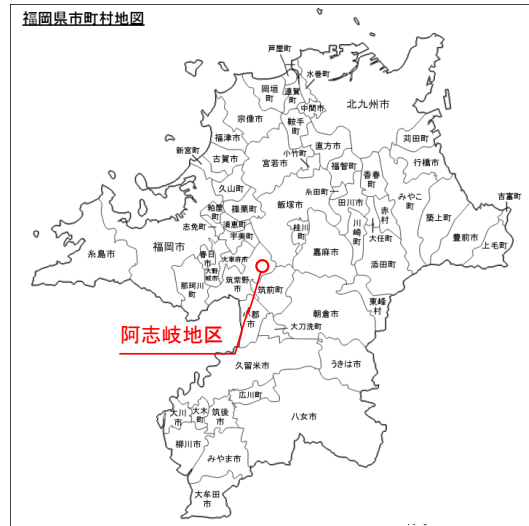 福岡県市町村地図
芦屋町
水巻町
岡垣町
遠賀町
中間市
北九州市
宗像市
鞍手町
福津市
直方市
苅田町
新宮町
古賀市
宮若市
小竹町
福智町
香春町
行橋市
久山町
糸田町
みやこ町
吉富町
飯塚市
田川市
赤村
粕屋町
篠栗町
築上町
志免町
須恵町
桂川町
川崎町
大任町
豊前市
宇美町
上毛町
糸島市
福岡市
春日市
大野城市
太宰府市
嘉麻市
添田町
那珂川町
筑紫野市
筑前町
東峰村
小郡市
朝倉市
大刀洗町
阿志岐地区
久留米市
うきは市
広川町
大川市
大木町
筑後市
八女市
柳川市
みやま市
大牟田市